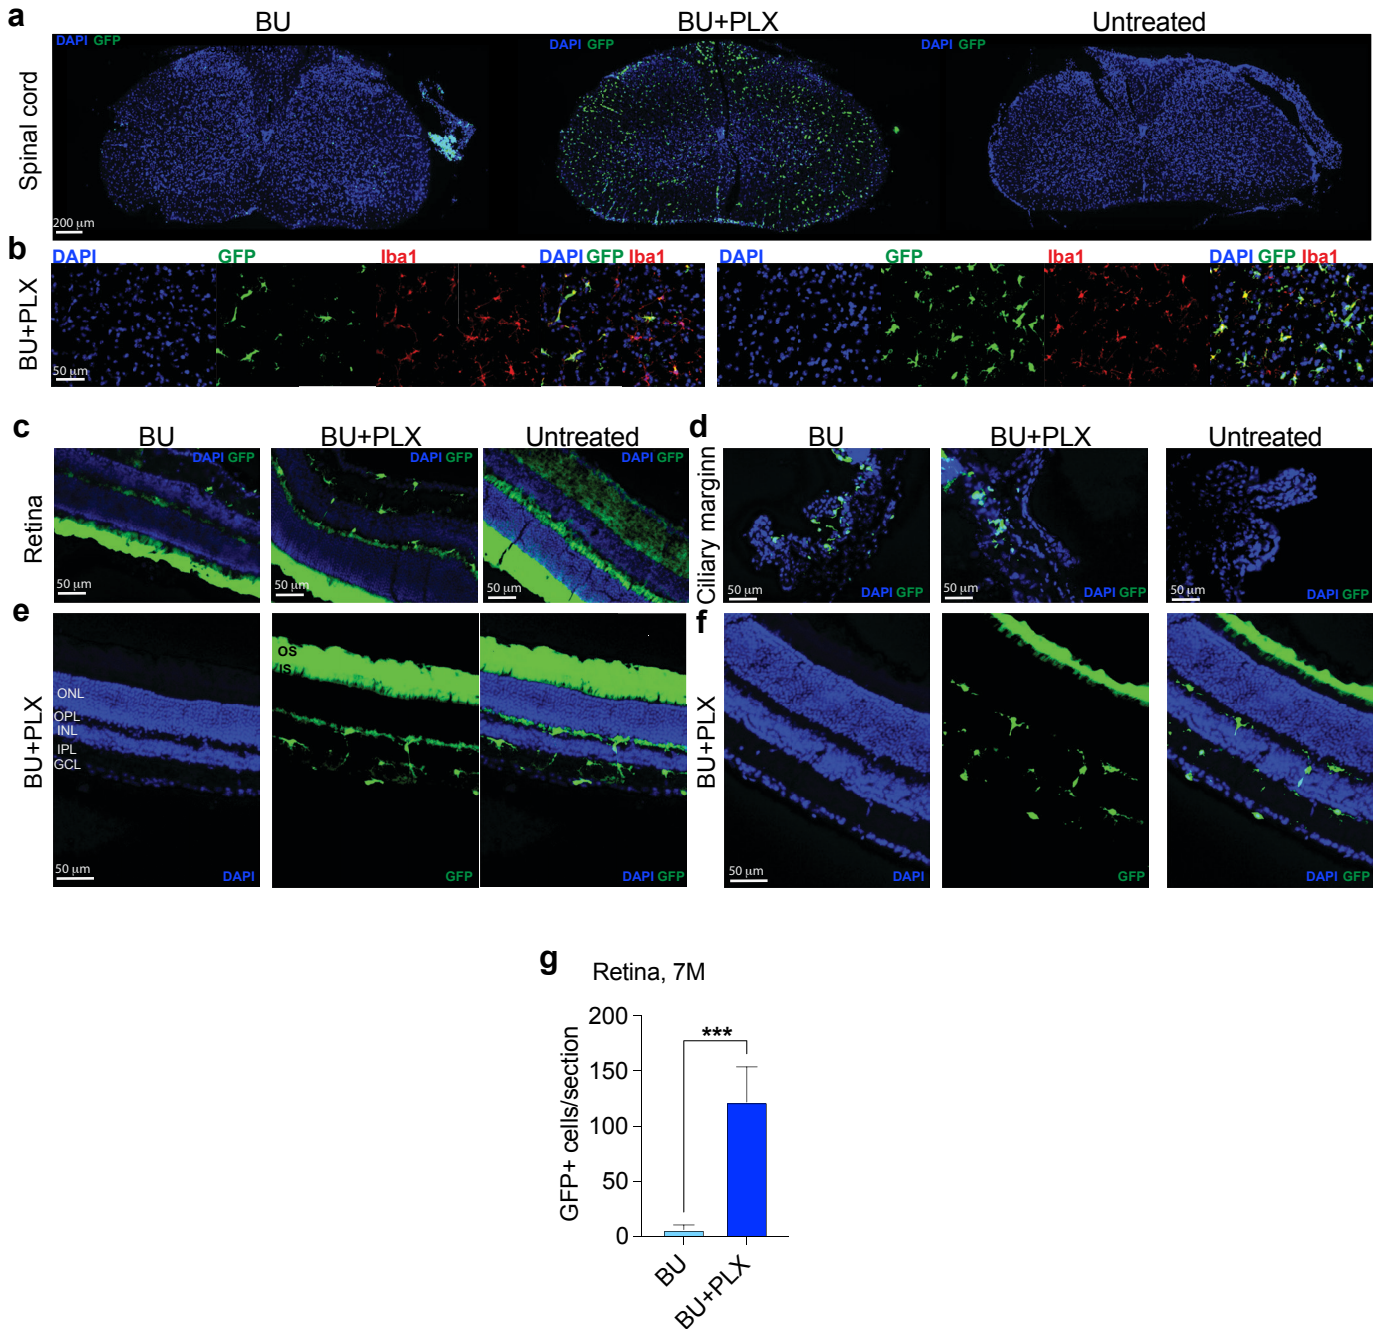 a
BU
BU+PLX
Untreated
DAPI GFP
DAPI GFP
DAPI GFP
Spinal cord
200 µm
b
DAPI
GFP
Iba1
DAPI GFP Iba1
DAPI
GFP
Iba1
DAPI GFP Iba1
BU+PLX
50 µm
c
BU
BU+PLX
Untreated
d
BU
BU+PLX
Untreated
DAPI GFP
DAPI GFP
DAPI GFP
Retina
50 µm
50 µm
50 µm
Ciliary marginn
50 µm
DAPI GFP
50 µm
DAPI GFP
50 µm
DAPI GFP
e
BU+PLX
ONL
OPL
INL
IPL
GCL
50 µm
DAPI
OS
IS
GFP
DAPI GFP
f
BU+PLX
50 µm
DAPI
GFP
DAPI GFP
g
Retina, 7M
GFP+ cells/section
200
150
100
50
0
***
BU
BU+PLX